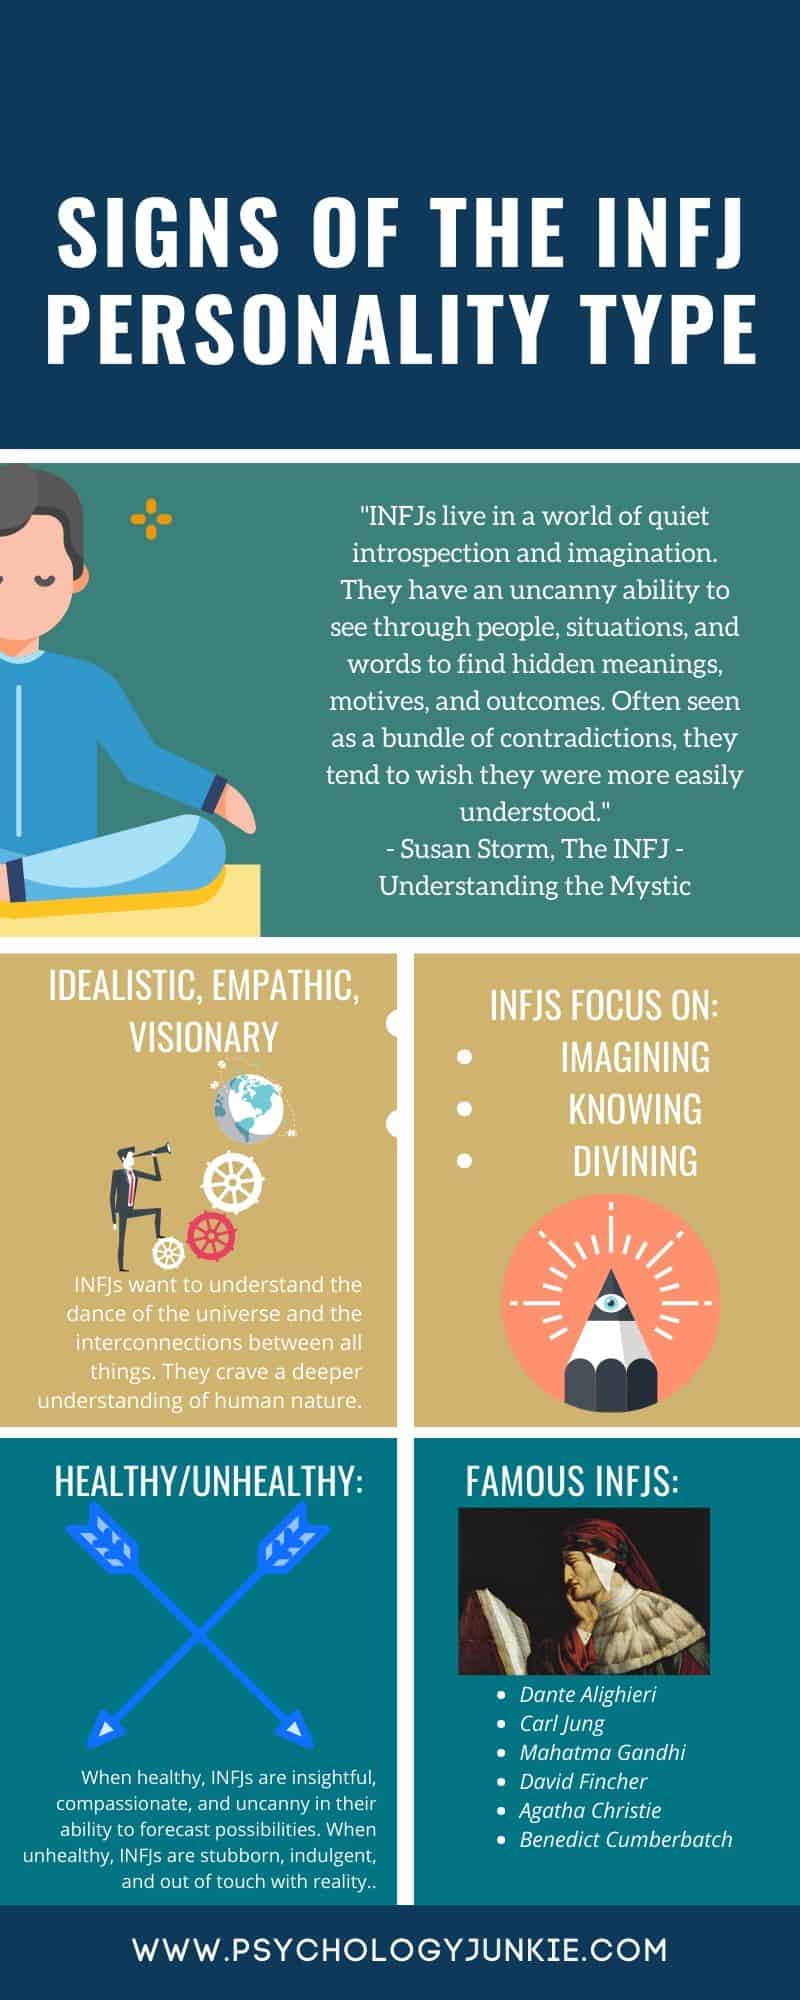 SIGNS OF THE INFJ
PERSONALITY TYPE
"INFJs live in a world of quiet
introspection and imagination.
They have an uncanny ability to
see through people, situations, and
words to find hidden meanings,
motives, and outcomes. Often seen
as a bundle of contradictions, they
tend to wish they were more easily
understood."
- Susan Storm, The INFJ -
Understanding the Mystic
IDEALISTIC, EMPATHIC,
VISIONARY
INFJs want to understand the
dance of the universe and the
interconnections between all
things. They crave a deeper
understanding of human nature.
INFJS FOCUS ON:
• IMAGINING
• KNOWING
• DIVINING
HEALTHY/UNHEALTHY:
When healthy, INFJs are insightful,
compassionate, and uncanny in their
ability to forecast possibilities. When
unhealthy, INFJs are stubborn, indulgent,
and out of touch with reality..
FAMOUS INFJS:
• Dante Alighieri
• Carl Jung
• Mahatma Gandhi
• David Fincher
• Agatha Christie
• Benedict Cumberbatch
WWW.PSYCHOLOGYJUNKIE.COM